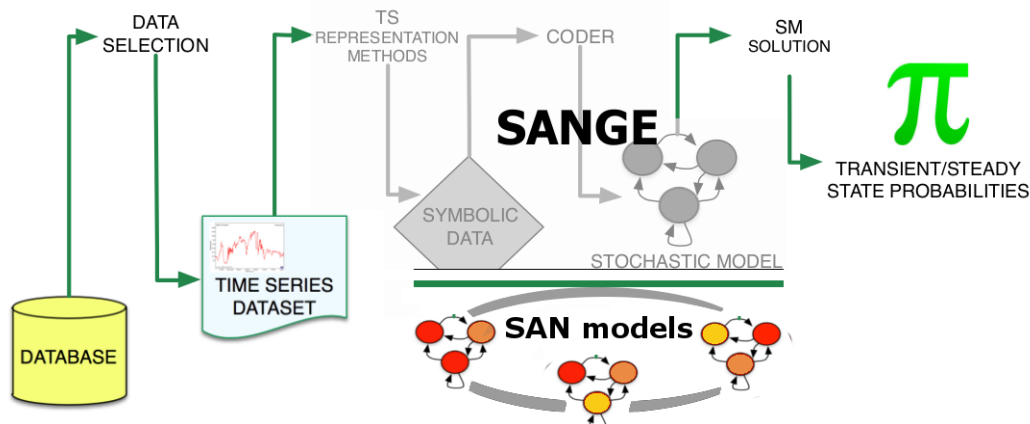 DATA
SELECTION
TS
REPRESENTATION
METHODS
CODER
SM
SOLUTION
SANGE
π
TRANSIENT/STEADY
STATE PROBABILITIES
SYMBOLIC
DATA
STOCHASTIC MODEL
TIME SERIES
DATASET
SAN models
DATABASE